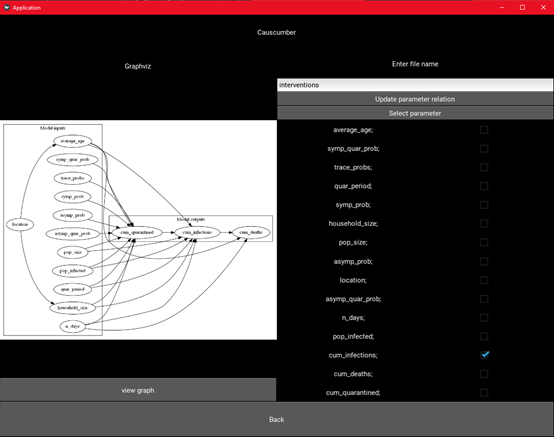 Application
Causcumber
Graphviz
Enter file name
interventions
Update parameter relation
Select parameter
average_age;
symp_quar_prob;
trace_probs;
quar_period;
symp_prob;
household_size;
pop_size;
asymp_prob;
location;
asymp_quar_prob;
n_days;
pop_infected;
cum_infections;
cum_deaths;
cum_quarantined;
Model inputs
average_age
symp_quar_prob
trace_probs
symp_prob
asymp_prob
location
asymp_quar_prob
pop_size
pop_infected
quar_period
household_size
n_days
Model outputs
cum_quarantined
cum_infections
cum_deaths
view graph
Back